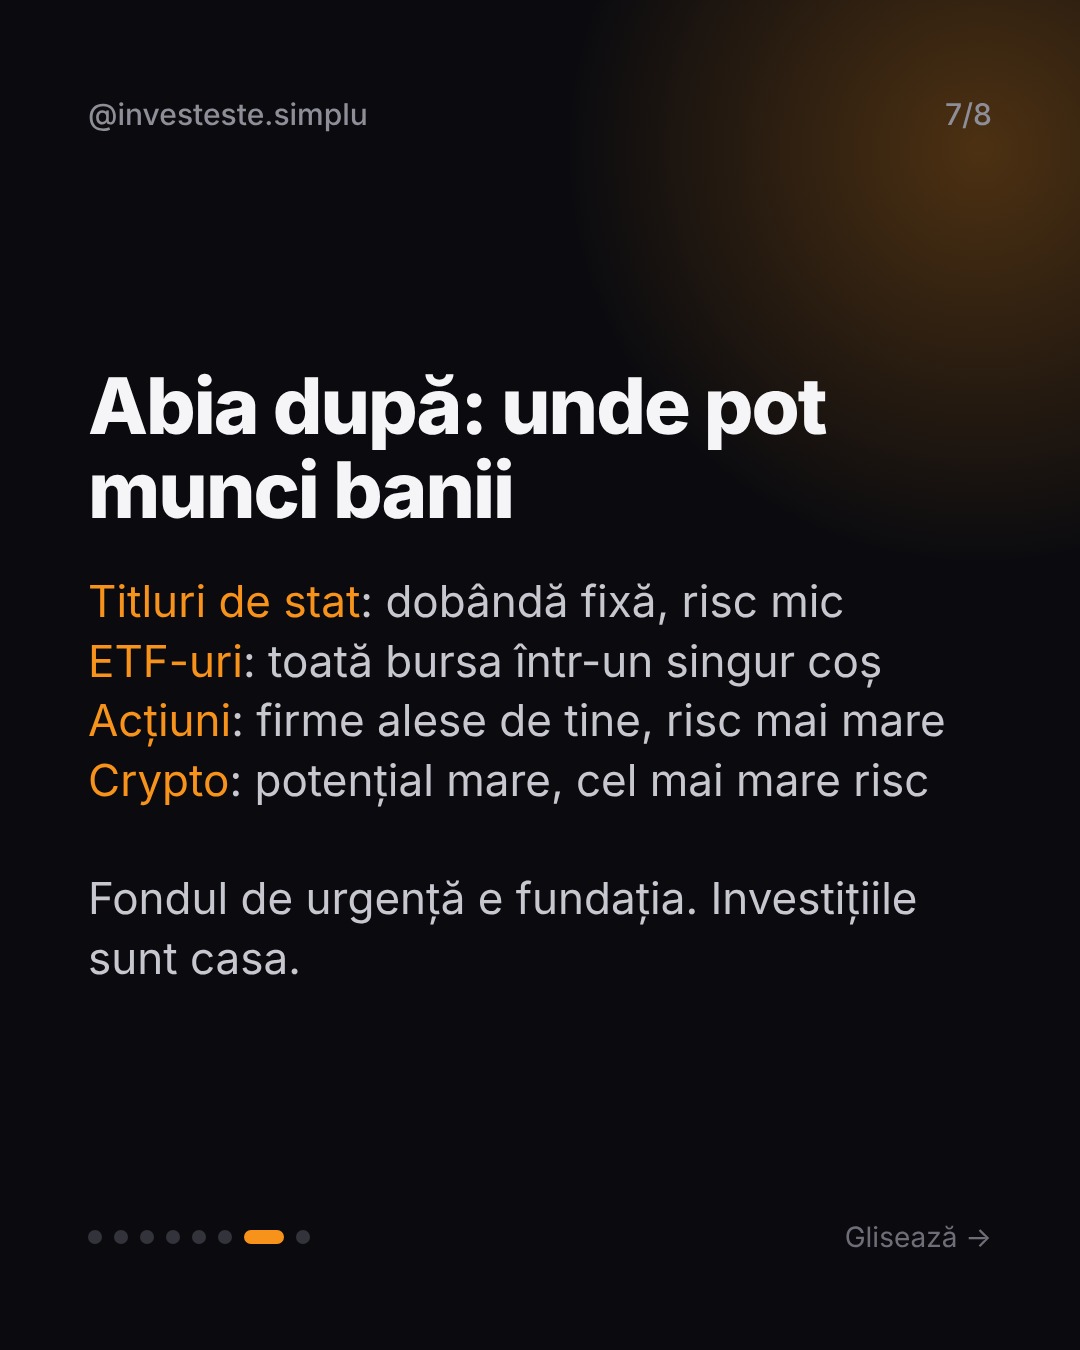 @investeste.simplu
7/8
Abia după: unde pot
munci banii
Titluri de stat: dobândă fixă, risc mic
ETF-uri: toată bursa într-un singur coș
Acțiuni: firme alese de tine, risc mai mare
Crypto: potențial mare, cel mai mare risc
Fondul de urgență e fundația. Investițiile
sunt casa.
Glisează →